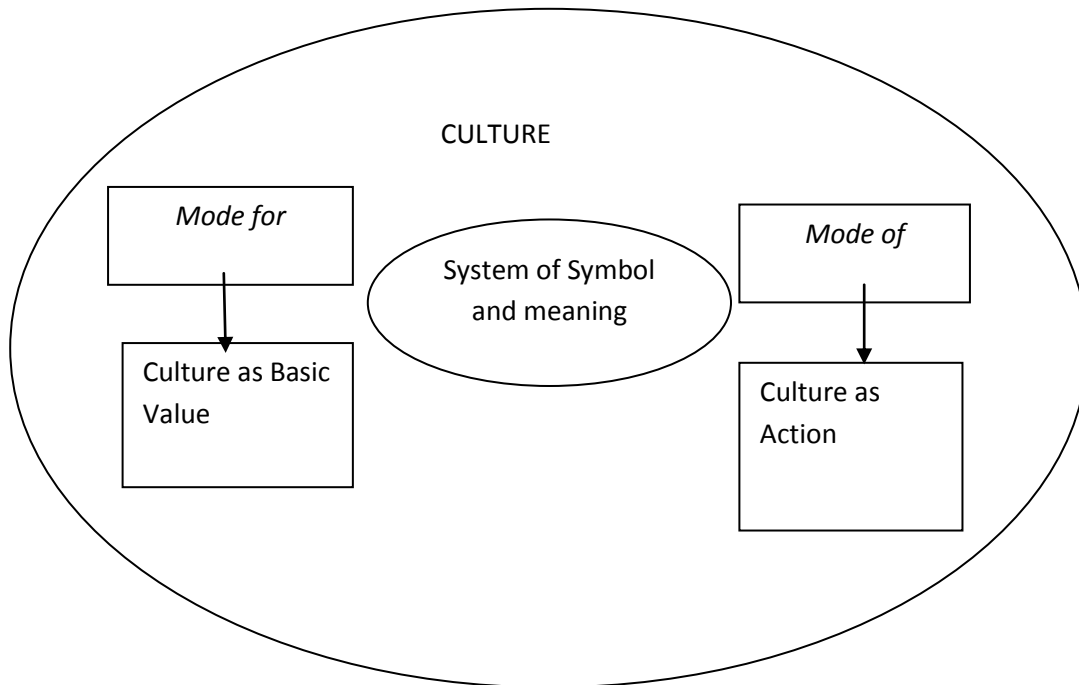 CULTURE
Mode for
Mode of
System of Symbol
and meaning
Culture as Basic
Value
Culture as
Action